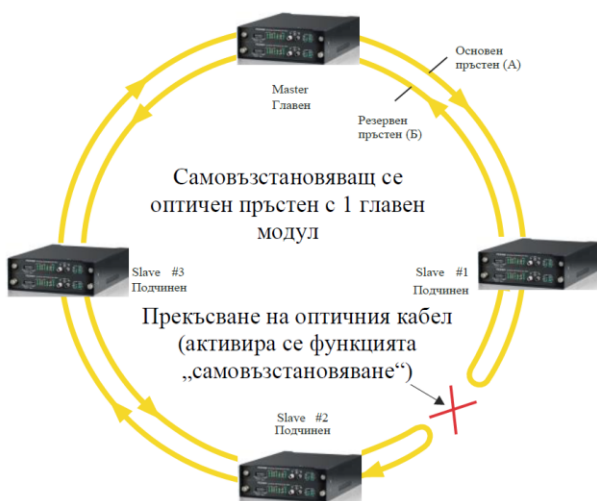 Основен
пръстен (А)
Master
Главен
Резервен
пръстен (Б)
Самовъзстановяващ се
оптичен пръстен с 1 главен
модул
Slave #3
Подчинен
Slave #1
Подчинен
Прекъсване на оптичния кабел
(активира се функцията
„самовъзстановяване“)
Slave #2
Подчинен